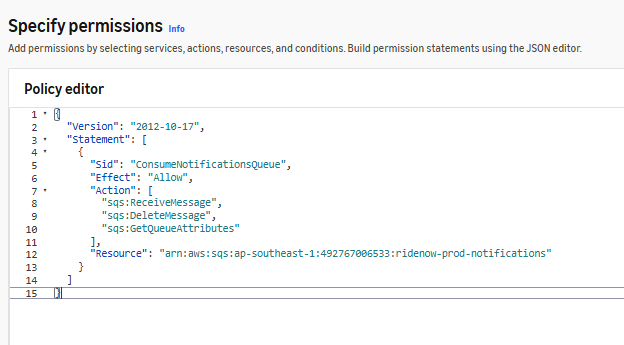 Specify permissions Info
Add permissions by selecting services, actions, resources, and conditions. Build permission statements using the JSON editor.
Policy editor
1 {
2 "Version": "2012-10-17",
3 "Statement": [
4 {
5 "Sid": "ConsumeNotificationsQueue",
6 "Effect": "Allow",
7 "Action": [
8 "sqs:ReceiveMessage",
9 "sqs:DeleteMessage",
10 "sqs:GetQueueAttributes"
11 ],
12 "Resource": "arn:aws:sqs:ap-southeast-1:492767006533:ridenow-prod-notifications"
13 }
14 ]
15 }